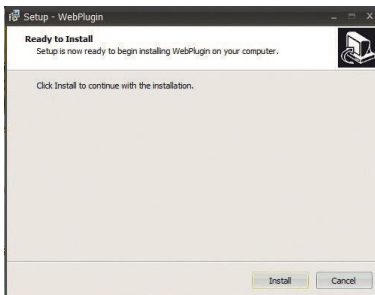 Setup - WebPlugin
Ready to Install
Setup is now ready to begin installing WebPlugin on your computer.
Click Install to continue with the installation.
Install
Cancel